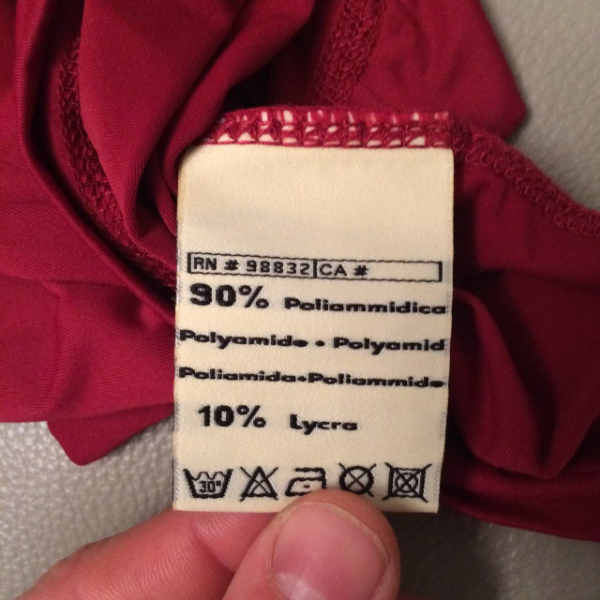 RN # 98832 CA #
90% Poliammidica
Polyamide • Polyamid
Poliamida•Poliammide
10% Lycra
30°